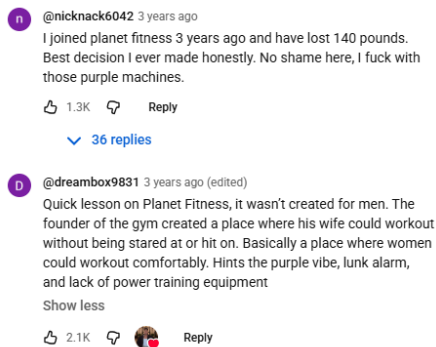 n
@nicknack6042 3 years ago
I joined planet fitness 3 years ago and have lost 140 pounds.
Best decision I ever made honestly. No shame here, I fuck with
those purple machines.
1.3K Reply
36 replies
D
@dreambox9831 3 years ago (edited)
Quick lesson on Planet Fitness, it wasn't created for men. The
founder of the gym created a place where his wife could workout
without being stared at or hit on. Basically a place where women
could workout comfortably. Hints the purple vibe, lunk alarm,
and lack of power training equipment
Show less
2.1K Reply